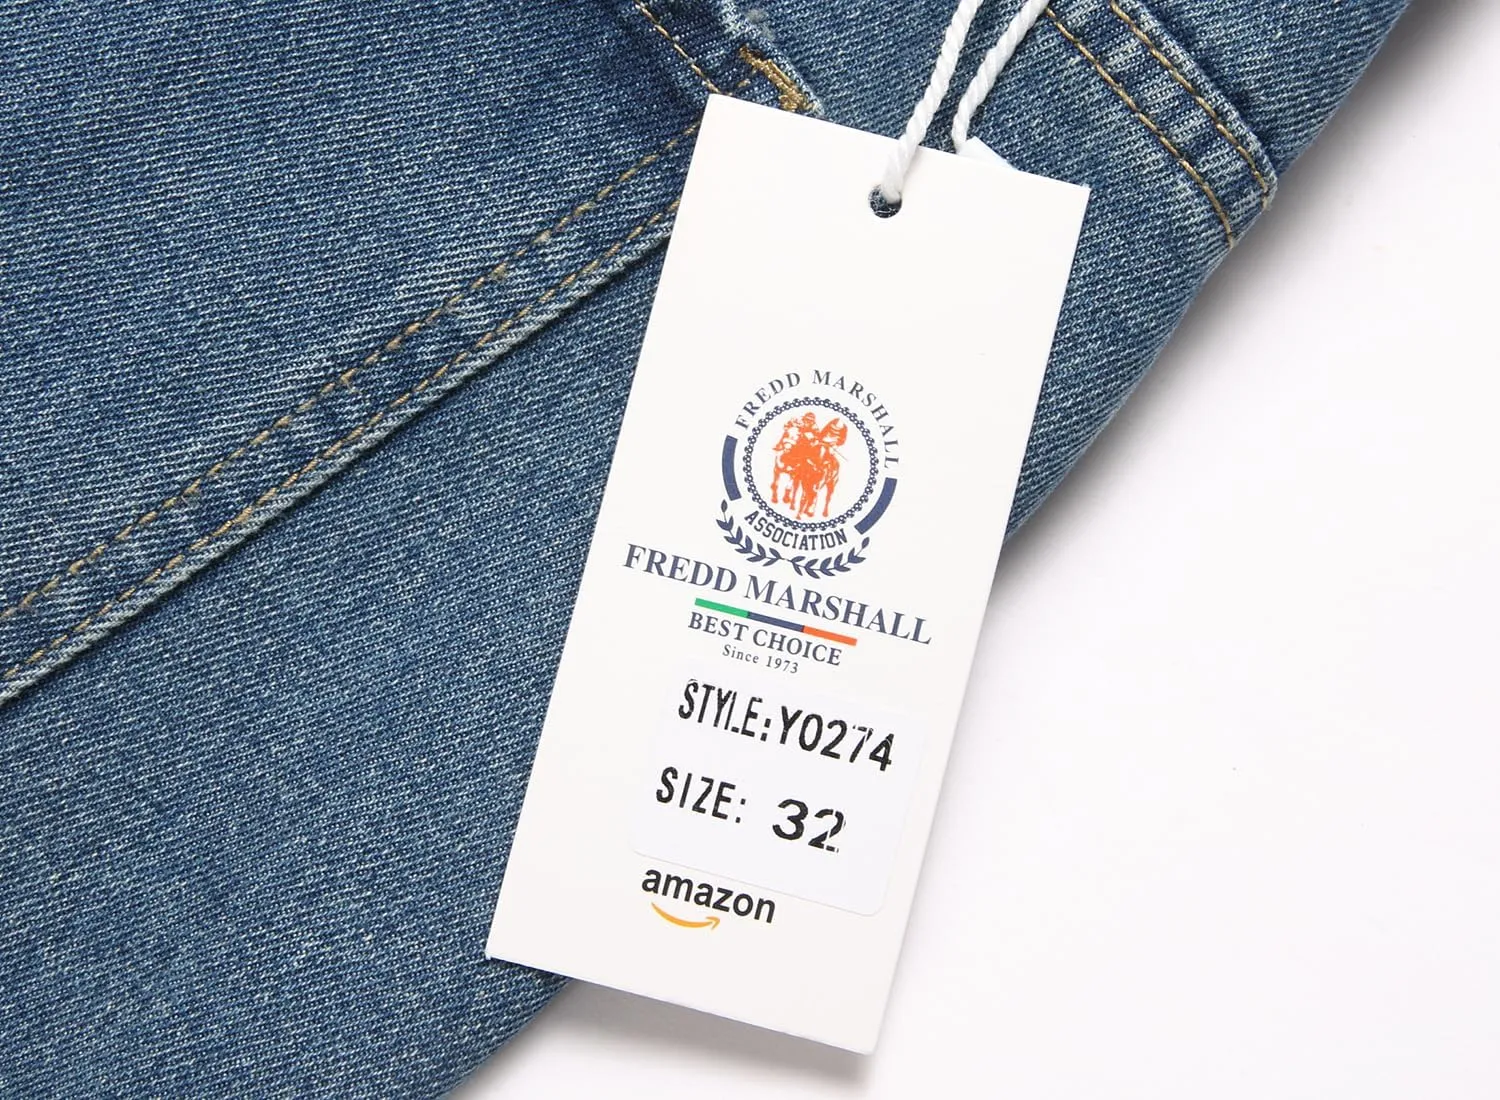 FREDD MARSHALL
ASSOCIATION
FREDD MARSHALL
BEST CHOICE
Since 1973
STYLE:Y0274
SIZE: 32
amazon